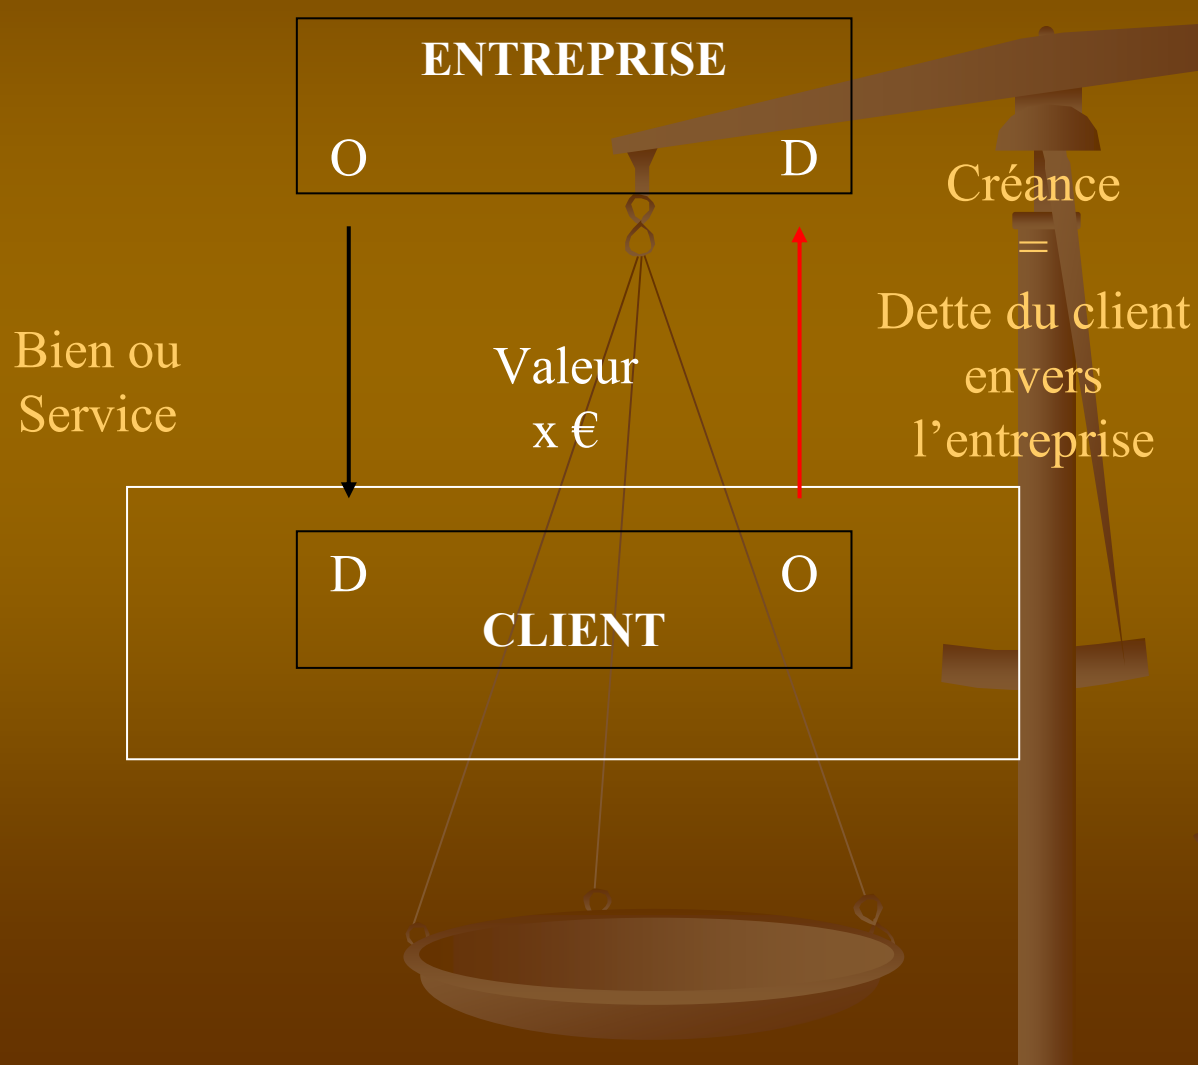 ENTREPRISE
O
D
Créance
=
Dette du client
envers
l’entreprise
Bien ou
Service
Valeur
x €
D
O
CLIENT